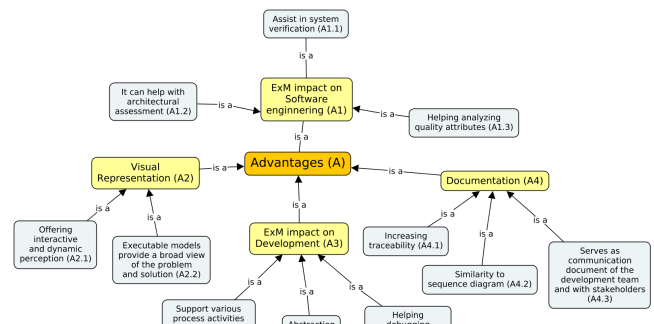 Assist in system
verification (A1.1)
is a
It can help with
architectural
assessment (A1.2)
is a
ExM impact on
Software
enginnering (A1)
is a
Helping analyzing
quality attributes (A1.3)
is a
Advantages (A)
Visual
Representation (A2)
is a
is a
Documentation (A4)
is a
is a
Offering
interactive
and dynamic
perception (A2.1)
Executable models
provide a broad view
of the problem
and solution (A2.2)
is a
ExM impact on
Development (A3)
is a
is a
is a
Increasing
traceability (A4.1)
Similarity to
sequence diagram (A4.2)
Serves as
communication
document of the
development team
and with stakeholders
(A4.3)
is a
is a
is a
Support various
process activities
Abstraction
Helping
debugging